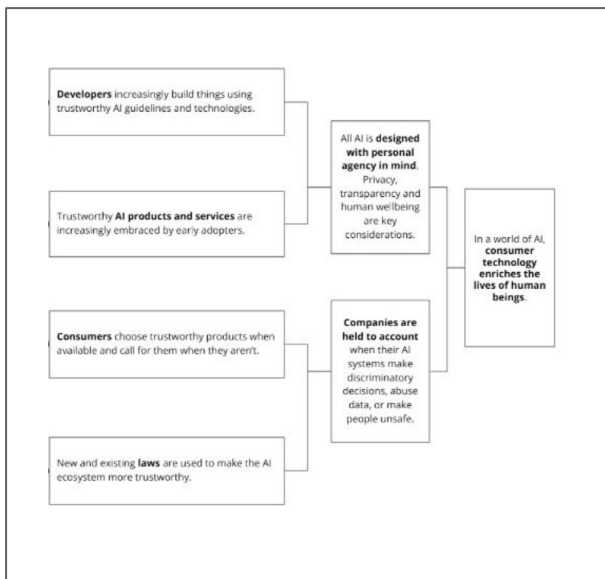 Developers increasingly build things using
trustworthy AI guidelines and technologies.
Trustworthy AI products and services are
increasingly embraced by early adopters.
Consumers choose trustworthy products when
available and call for them when they aren't.
New and existing laws are used to make the AI
ecosystem more trustworthy.
All AI is designed
with personal
agency in mind.
Privacy,
transparency and
human wellbeing
are key
considerations.
Companies are
held to account
when their AI
systems make
discriminatory
decisions, abuse
data, or make
people unsafe.
In a world of AI,
consumer
technology
enriches the
lives of human
beings.